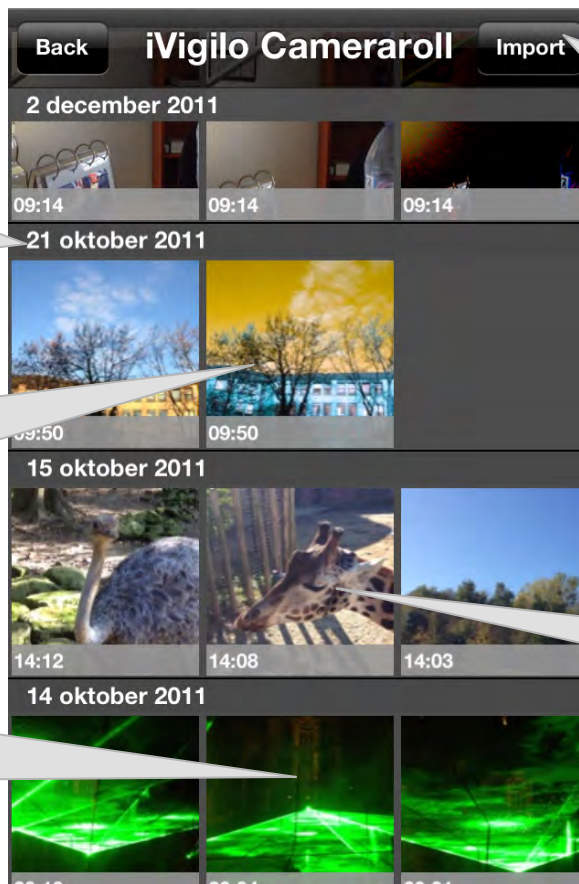 Back iVigilo Cameraroll Import
2 december 2011
09:14 09:14 09:14
21 oktober 2011
09:50 09:50
15 oktober 2011
14:12 14:08 14:03
14 oktober 2011